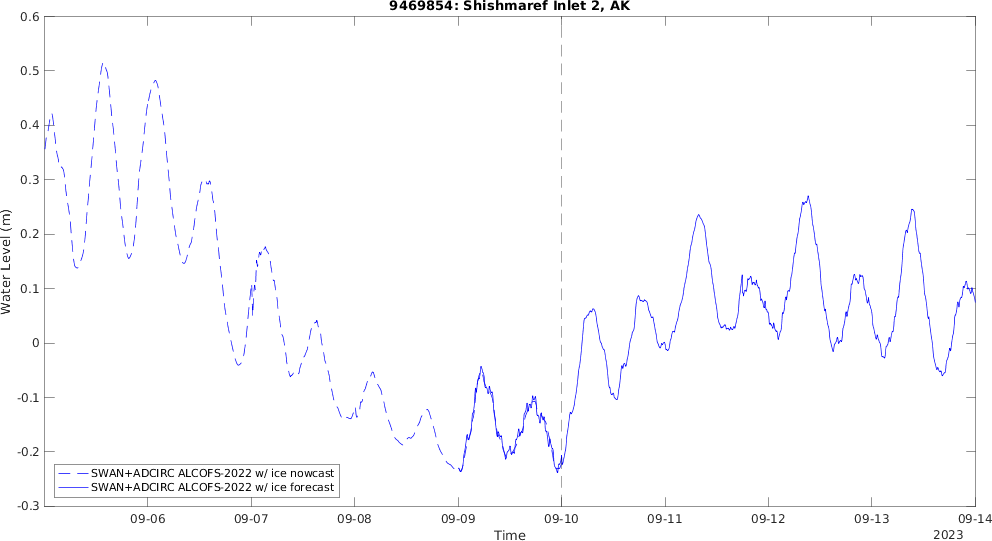 9469854: Shishmaref Inlet 2, AK
0.6
0.5
0.4
0.3
0.2
0.1
0
-0.1
-0.2
-0.3
Water Level (m)
SWAN+ADCIRC ALCOFS-2022 w/ ice nowcast
SWAN+ADCIRC ALCOFS-2022 w/ ice forecast
09-06 09-07 09-08 09-09 09-10 09-11 09-12 09-13 09-14
Time
2023